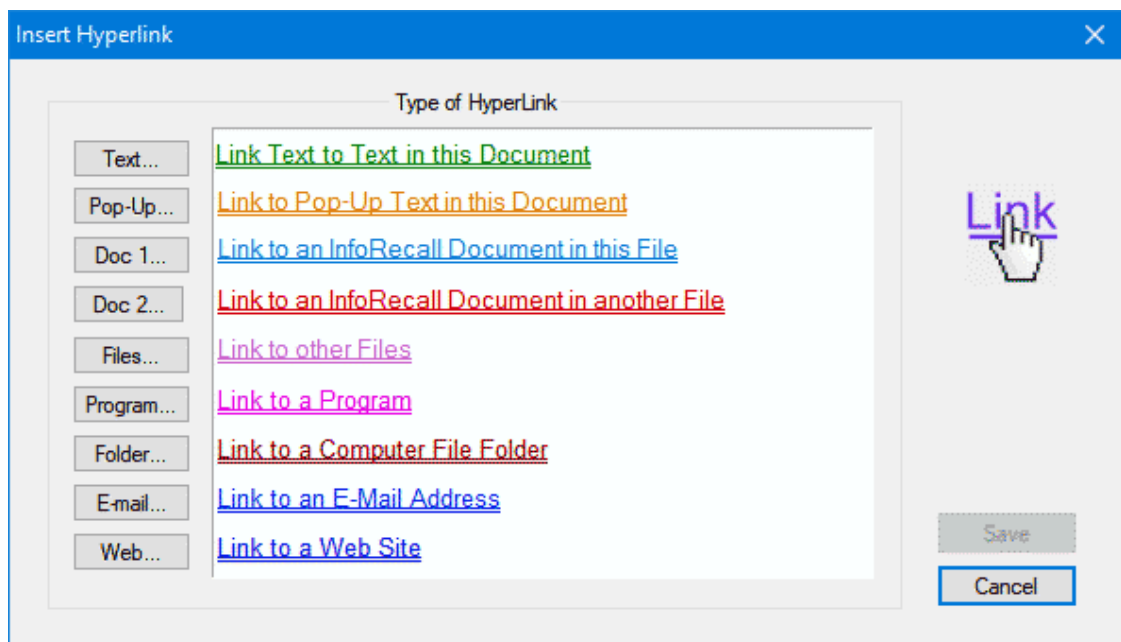 Insert Hyperlink
Type of HyperLink
Text... Link Text to Text in this Document
Pop-Up... Link to Pop-Up Text in this Document
Doc 1... Link to an InfoRecall Document in this File
Doc 2... Link to an InfoRecall Document in another File
Files... Link to other Files
Program... Link to a Program
Folder... Link to a Computer File Folder
E-mail... Link to an E-Mail Address
Web... Link to a Web Site
Link
Save
Cancel